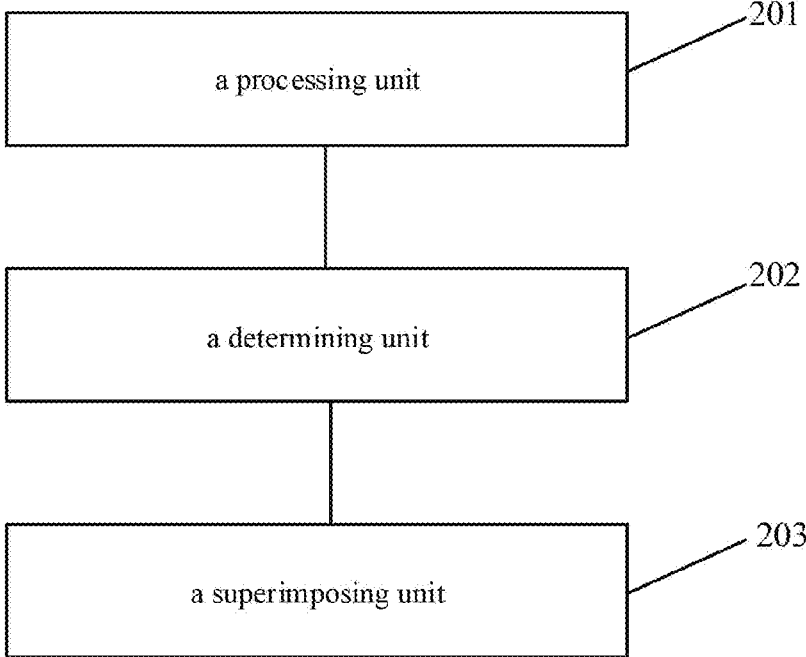 201
a processing unit
202
a determining unit
203
a superimposing unit